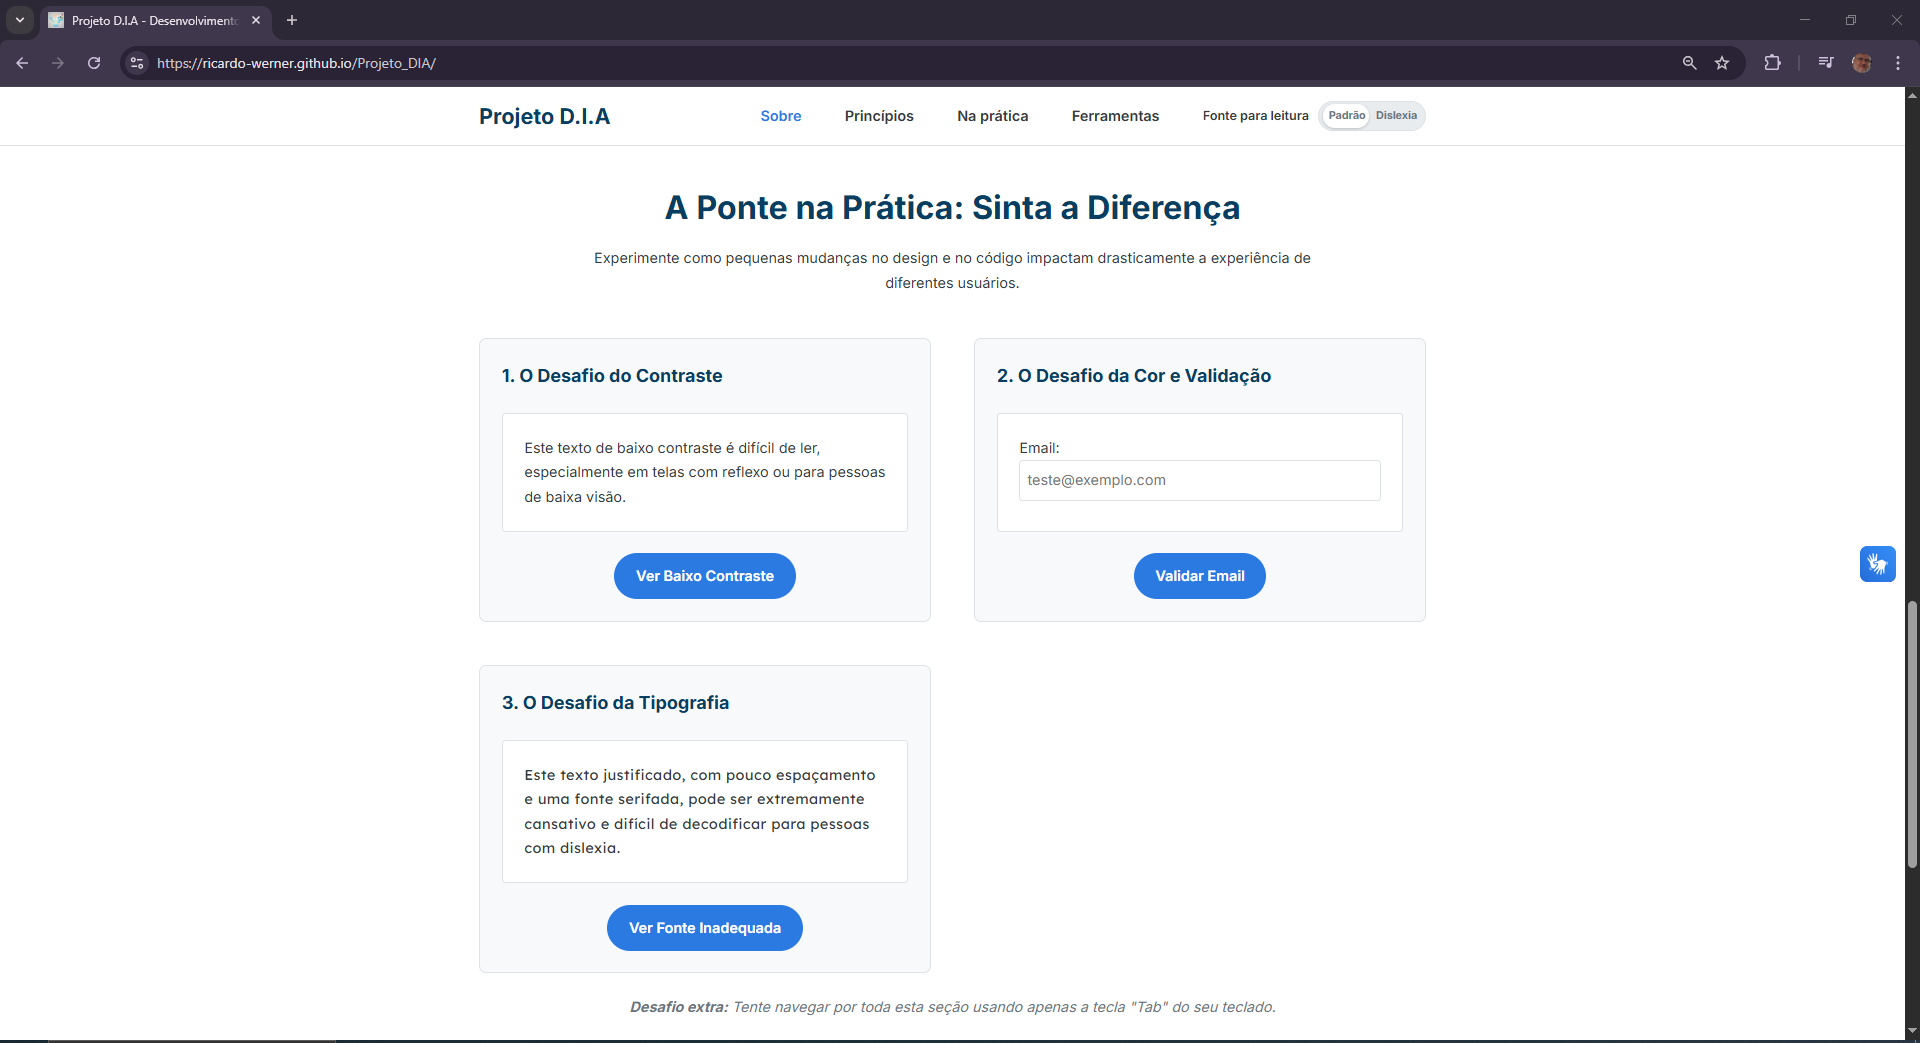 Projeto D.I.A - Desenvolvimento
https://ricardo-werner.github.io/Projeto_DIA/
Projeto D.I.A
Sobre
Princípios
Na prática
Ferramentas
Fonte para leitura
Padrão
Dislexia
A Ponte na Prática: Sinta a Diferença
Experimente como pequenas mudanças no design e no código impactam drasticamente a experiência de
diferentes usuários.
1. O Desafio do Contraste
Este texto de baixo contraste é difícil de ler,
especialmente em telas com reflexo ou para pessoas
de baixa visão.
Ver Baixo Contraste
2. O Desafio da Cor e Validação
Email:
teste@exemplo.com
Validar Email
3. O Desafio da Tipografia
Este texto justificado, com pouco espaçamento
e uma fonte serifada, pode ser extremamente
cansativo e difícil de decodificar para pessoas
com dislexia.
Ver Fonte Inadequada
Desafio extra: Tente navegar por toda esta seção usando apenas a tecla "Tab" do seu teclado.